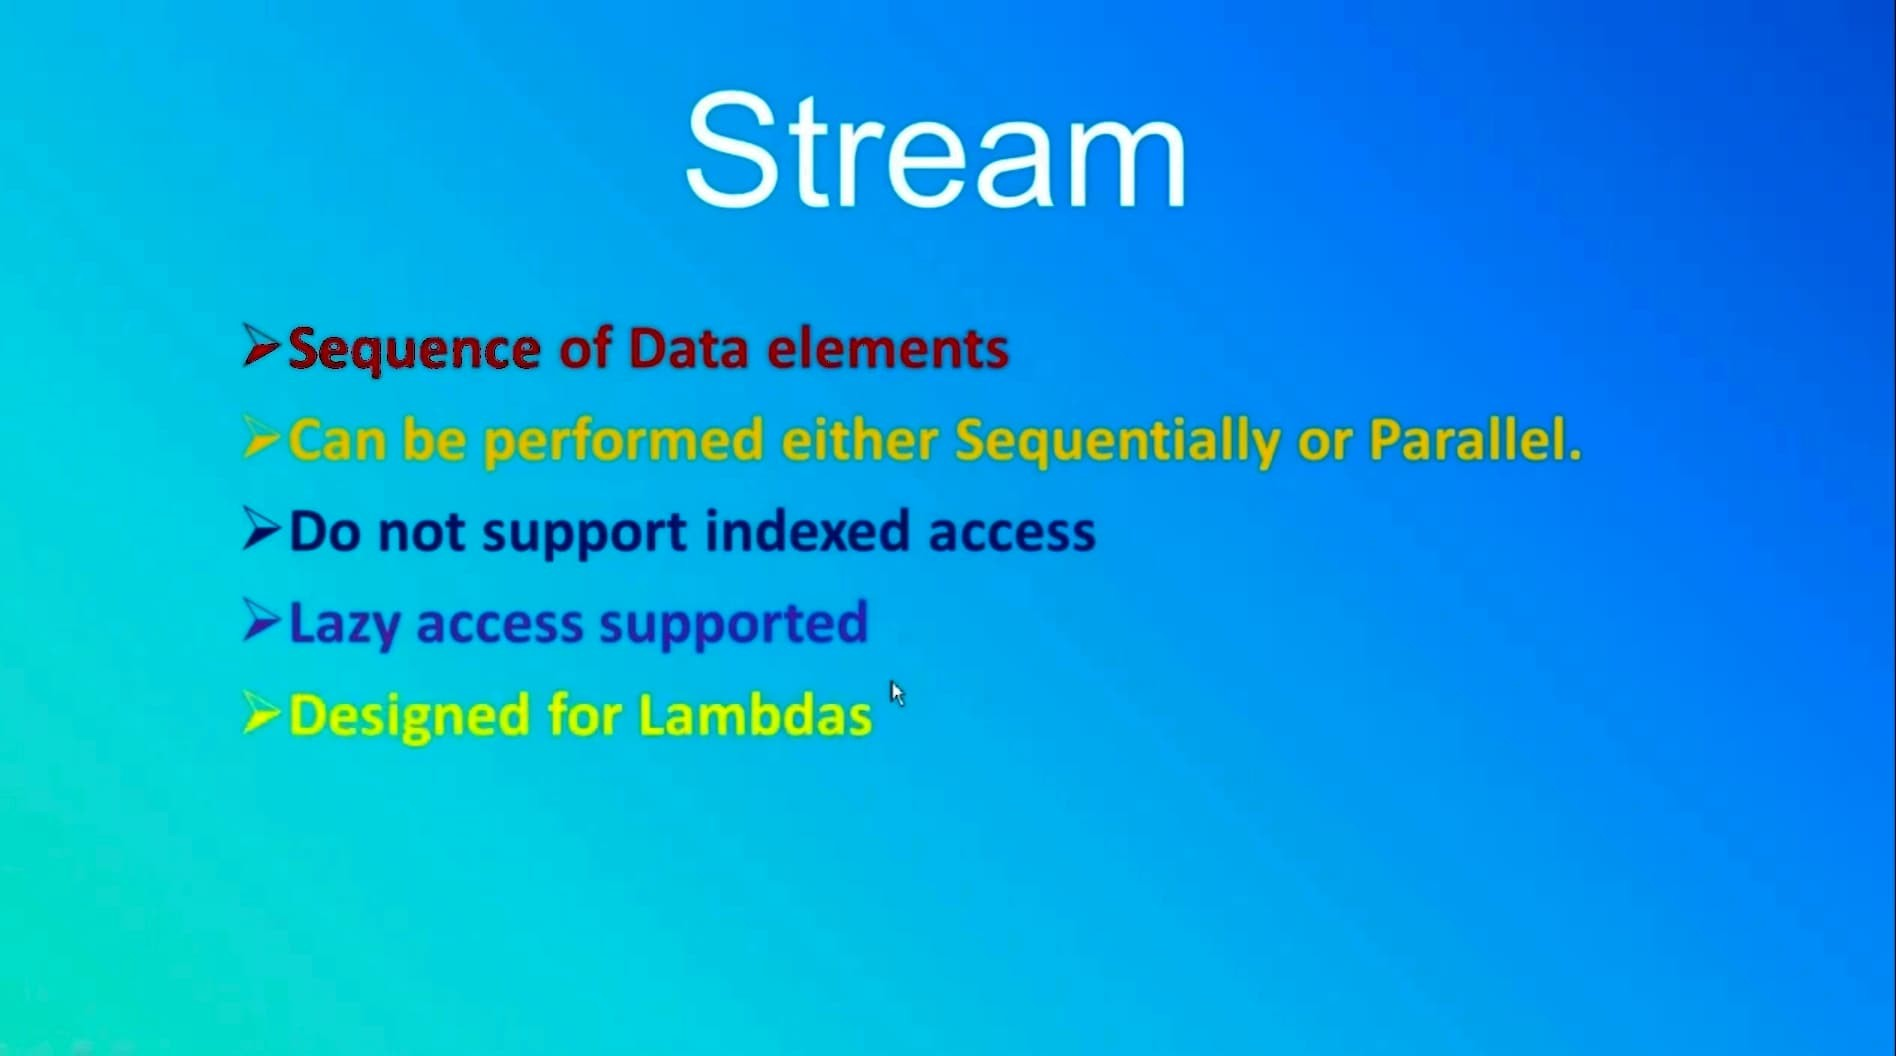 Stream
Sequence of Data elements
Can be performed either Sequentially or Parallel.
Do not support indexed access
Lazy access supported
Designed for Lambdas